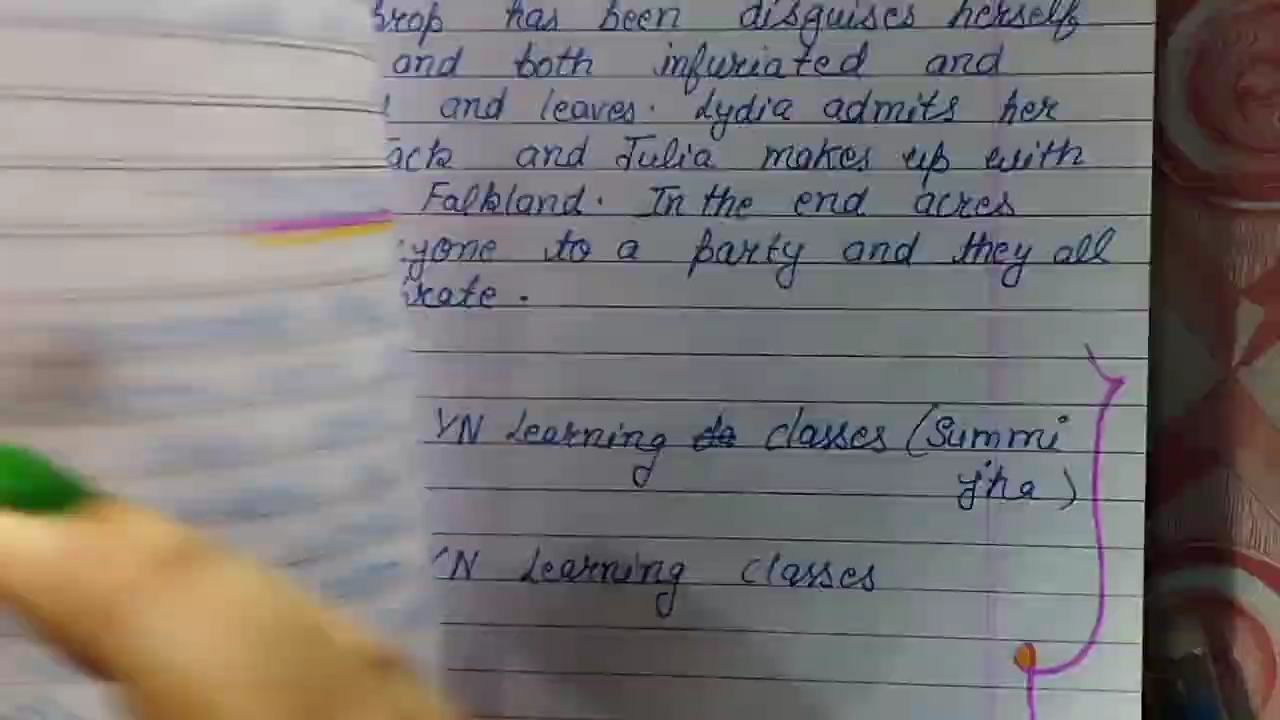 has been disguises herself
and both infuriated and
and leaves. Lydia admits her
and Julia makes up with
Falkland. In the end acres
to a party and they all
YN Learning classes (Summi
jha)
Learning classes